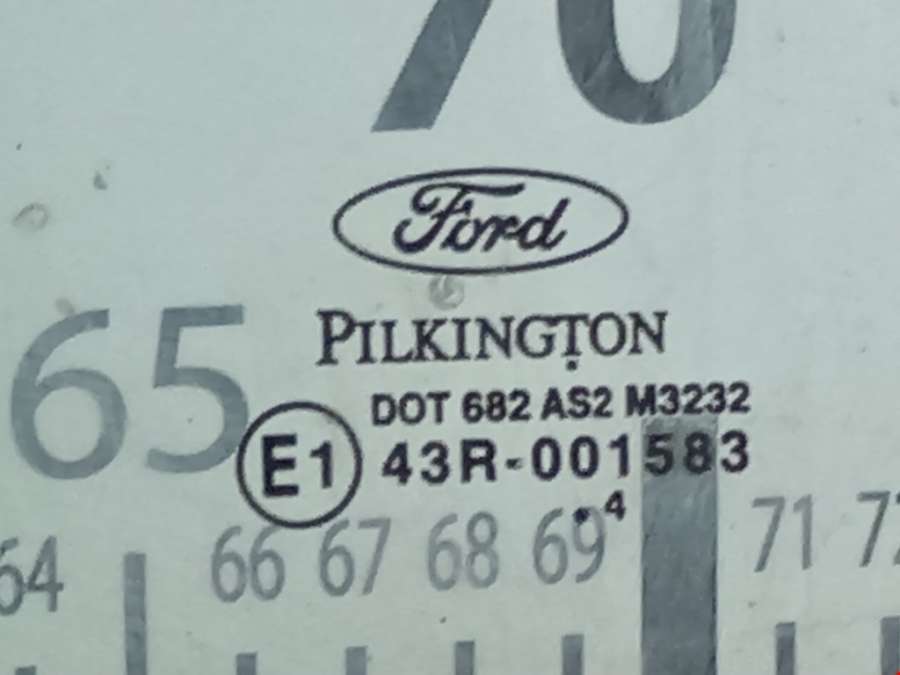 70
Ford
PILKINGTON
65
DOT 682 AS2 M3232
E1 43R-001583
.4
64 66 67 68 69 71 72